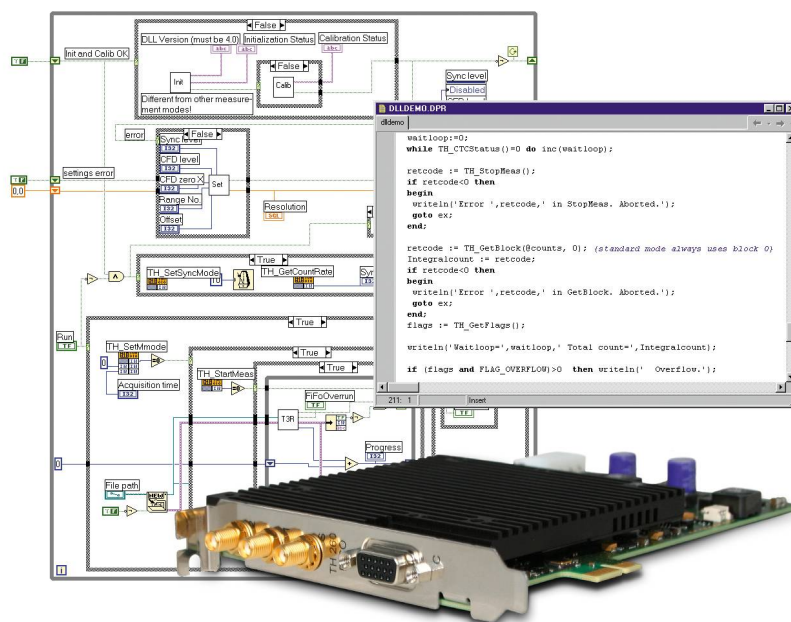 False
DLL Version (must be 4.0) Initialization Status Calibration Status
abc abc abc
Init and Calib OK
False
Sync level
Disabled
Init
Calib
Different from other measure-
ment modes!
error
False
Sync level
I32
CFD level
I32
settings error
CFD zero X
I32
Set
0,0
Range No.
I32
Offset
I32
Resolution
SGL
True
TH_SetSyncMode
TH_GetCountRate
Run
TF
True
TH_SetMmode
True
0
TH_StartMeas
True
Acquisition time
I32
FiFoOverrun
TF
T3R
Progress
I32
0
File path
i
DLLDEMO.DPR
dlldemo
waitloop:=0;
while TH_CTCStatus()=0 do inc(waitloop);
retcode := TH_StopMeas();
if retcode<0 then
begin
writeln('Error ',retcode,' in StopMeas. Aborted.');
goto ex;
end;
retcode := TH_GetBlock(@counts, 0); {standard mode always uses block 0}
Integralcount := retcode;
if retcode<0 then
begin
writeln('Error ',retcode,' in GetBlock. Aborted.');
goto ex;
end;
flags := TH_GetFlags();
writeln('Waitloop=',waitloop,' Total count=',Integralcount);
if (flags and FLAG_OVERFLOW)>0 then writeln(' Overflow.');
211: 1 Insert
TH 260